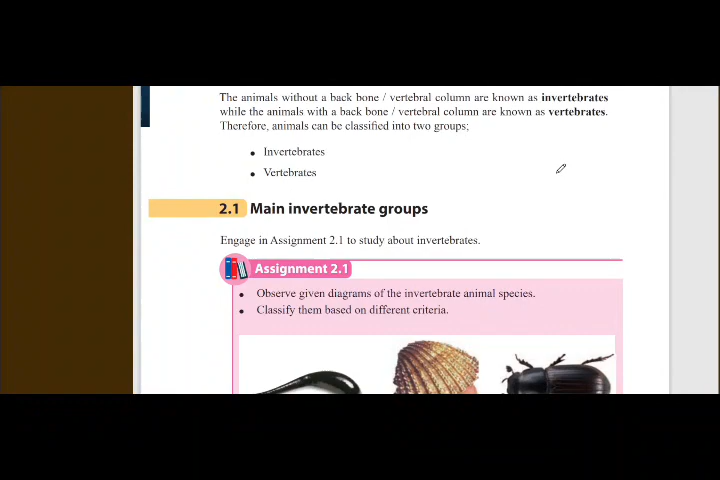 The animals without a back bone / vertebral column are known as invertebrates
while the animals with a back bone / vertebral column are known as vertebrates.
Therefore, animals can be classified into two groups;
• Invertebrates
• Vertebrates
2.1 Main invertebrate groups
Engage in Assignment 2.1 to study about invertebrates.
Assignment 2.1
• Observe given diagrams of the invertebrate animal species.
• Classify them based on different criteria.